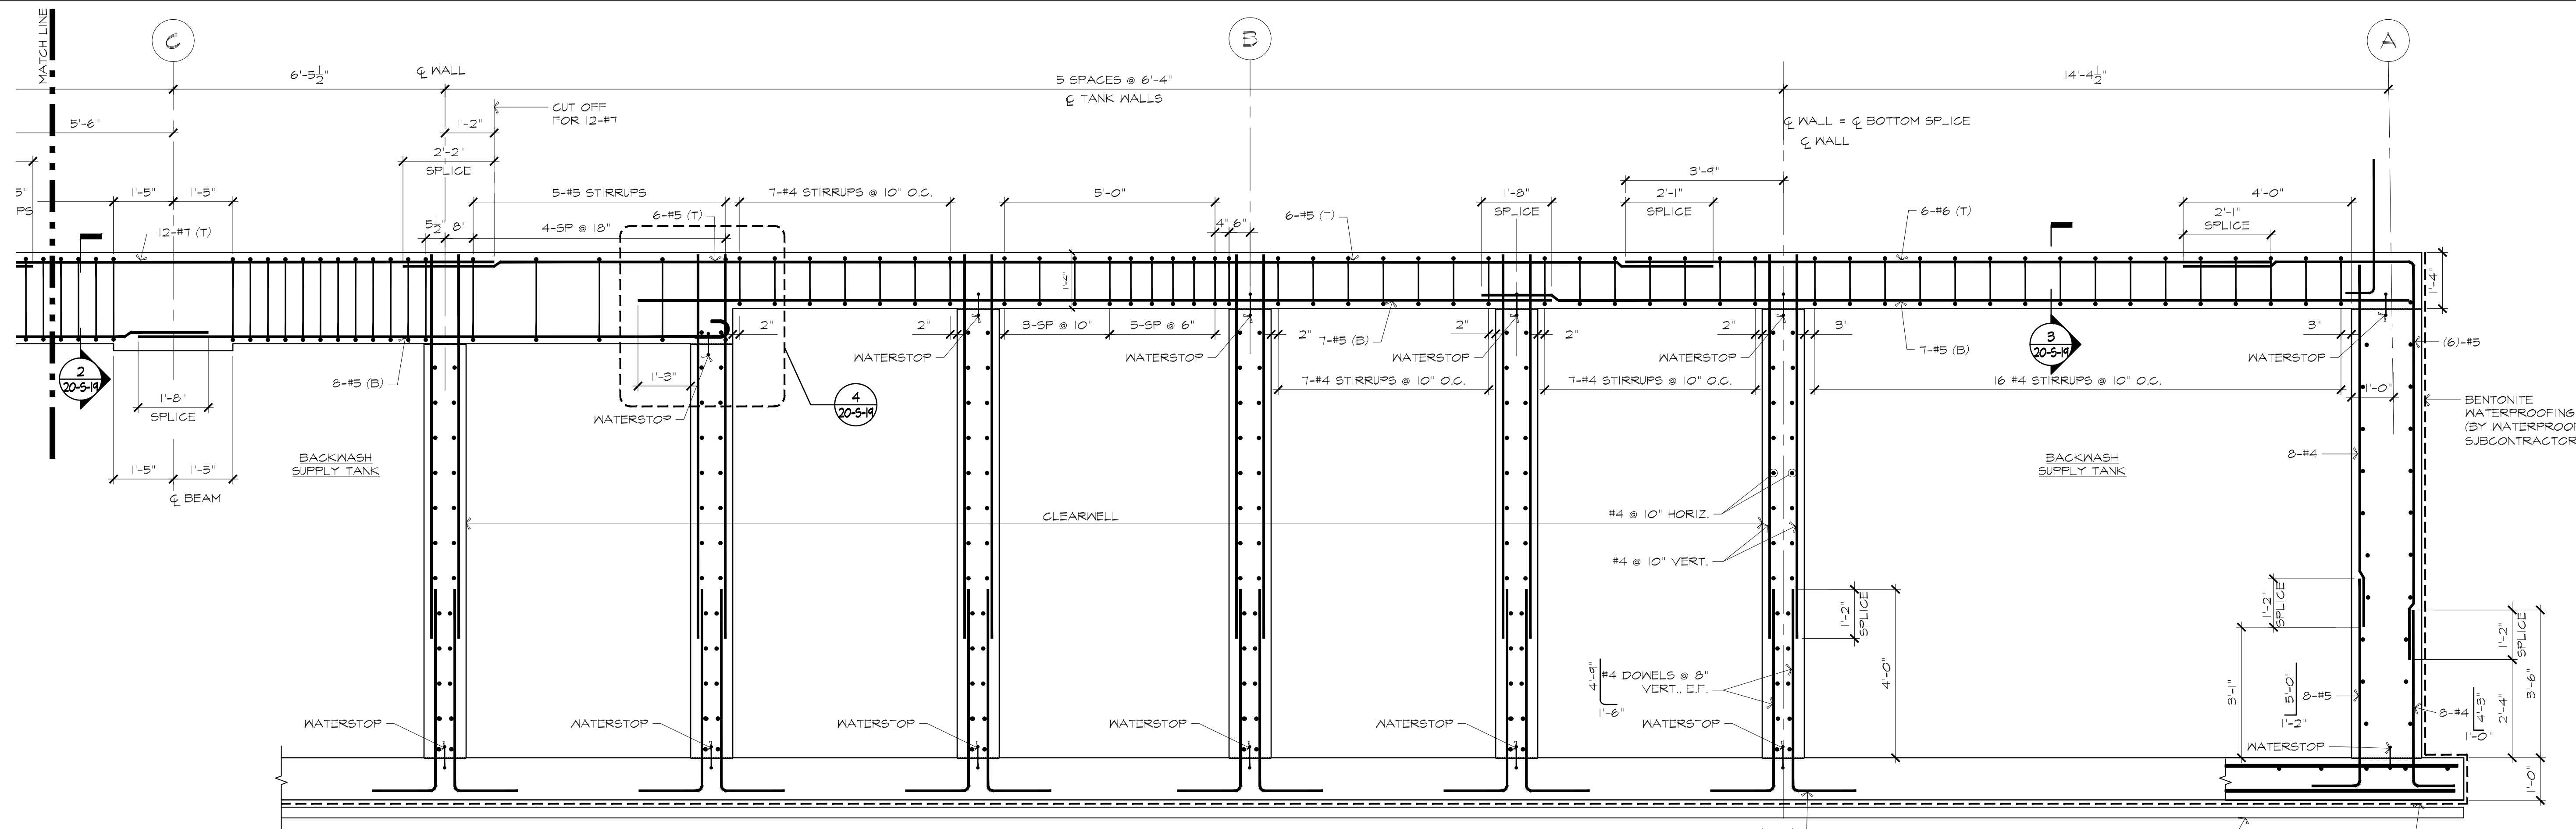 MATCH LINE
C
B
A
6'-5 1/2"
℄ WALL
5 SPACES @ 6'-4"
℄ TANK WALLS
14'-4 1/2"
5'-6"
1'-2"
CUT OFF
FOR 12-#7
℄ WALL = ℄ BOTTOM SPLICE
℄ WALL
2'-2"
SPLICE
5"
PS
1'-5"
1'-5"
5-#5 STIRRUPS
7-#4 STIRRUPS @ 10" O.C.
5'-0"
1'-8"
SPLICE
3'-9"
2'-1"
SPLICE
4'-0"
2'-1"
SPLICE
12-#7 (T)
5 1/2"
8"
4-SP @ 18"
6-#5 (T)
4"
6"
6-#5 (T)
6-#6 (T)
1'-4"
1'-4"
2
20-S-19
8-#5 (B)
1'-8"
SPLICE
1'-3"
WATERSTOP
2"
2"
WATERSTOP
3-SP @ 10"
5-SP @ 6"
WATERSTOP
2"
7-#5 (B)
2"
WATERSTOP
2"
2"
WATERSTOP
3"
7-#5 (B)
3
20-S-19
3"
WATERSTOP
(6)-#5
4
20-S-19
7-#4 STIRRUPS @ 10" O.C.
7-#4 STIRRUPS @ 10" O.C.
16 #4 STIRRUPS @ 10" O.C.
1'-0"
BENTONITE
WATERPROOFING
(BY WATERPROOF
SUBCONTRACTOR
1'-5"
1'-5"
℄ BEAM
BACKWASH
SUPPLY TANK
BACKWASH
SUPPLY TANK
8-#4
CLEARWELL
#4 @ 10" HORIZ.
#4 @ 10" VERT.
1'-2"
SPLICE
4'-0"
4'-9"
1'-6"
#4 DOWELS @ 8"
VERT., E.F.
1'-2"
SPLICE
3'-1"
5'-0"
1'-2"
8-#5
8-#4
4'-3"
1'-0"
1'-2"
SPLICE
2'-4"
3'-6"
1'-0"
WATERSTOP
WATERSTOP
WATERSTOP
WATERSTOP
WATERSTOP
WATERSTOP
WATERSTOP